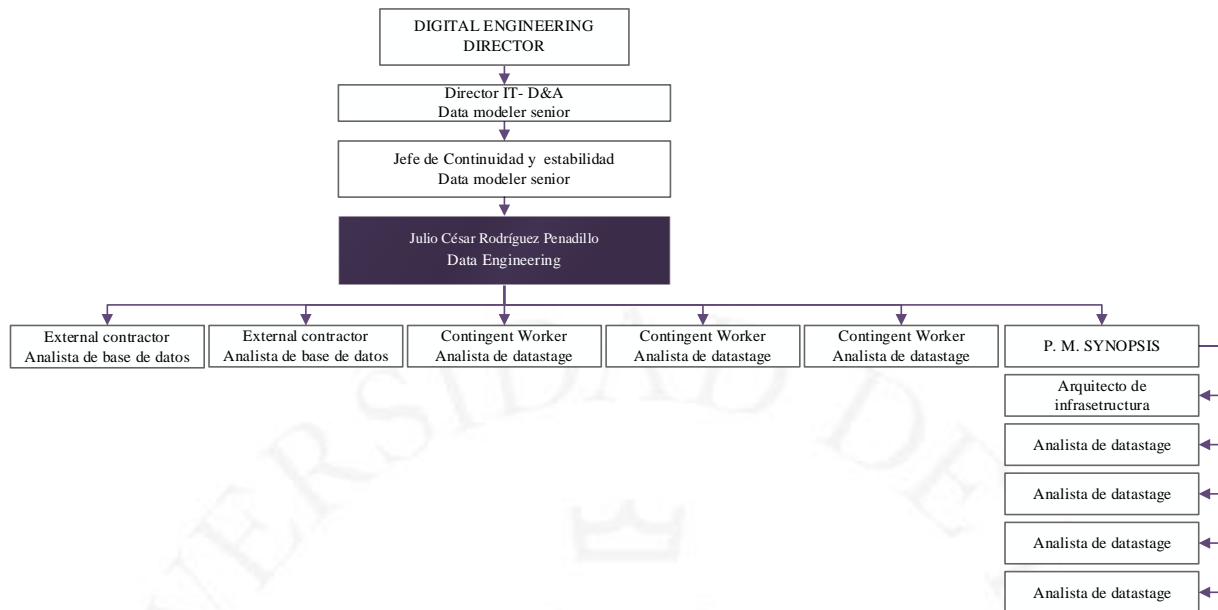 DIGITAL ENGINEERING
DIRECTOR
Director IT- D&A
Data modeler senior
Jefe de Continuidad y estabilidad
Data modeler senior
Julio César Rodríguez Penadillo
Data Engineering
External contractor
Analista de base de datos
External contractor
Analista de base de datos
Contingent Worker
Analista de datastage
Contingent Worker
Analista de datastage
Contingent Worker
Analista de datastage
P. M. SYNOPSIS
Arquitecto de
infrasetructura
Analista de datastage
Analista de datastage
Analista de datastage
Analista de datastage
VERSIDAD DE